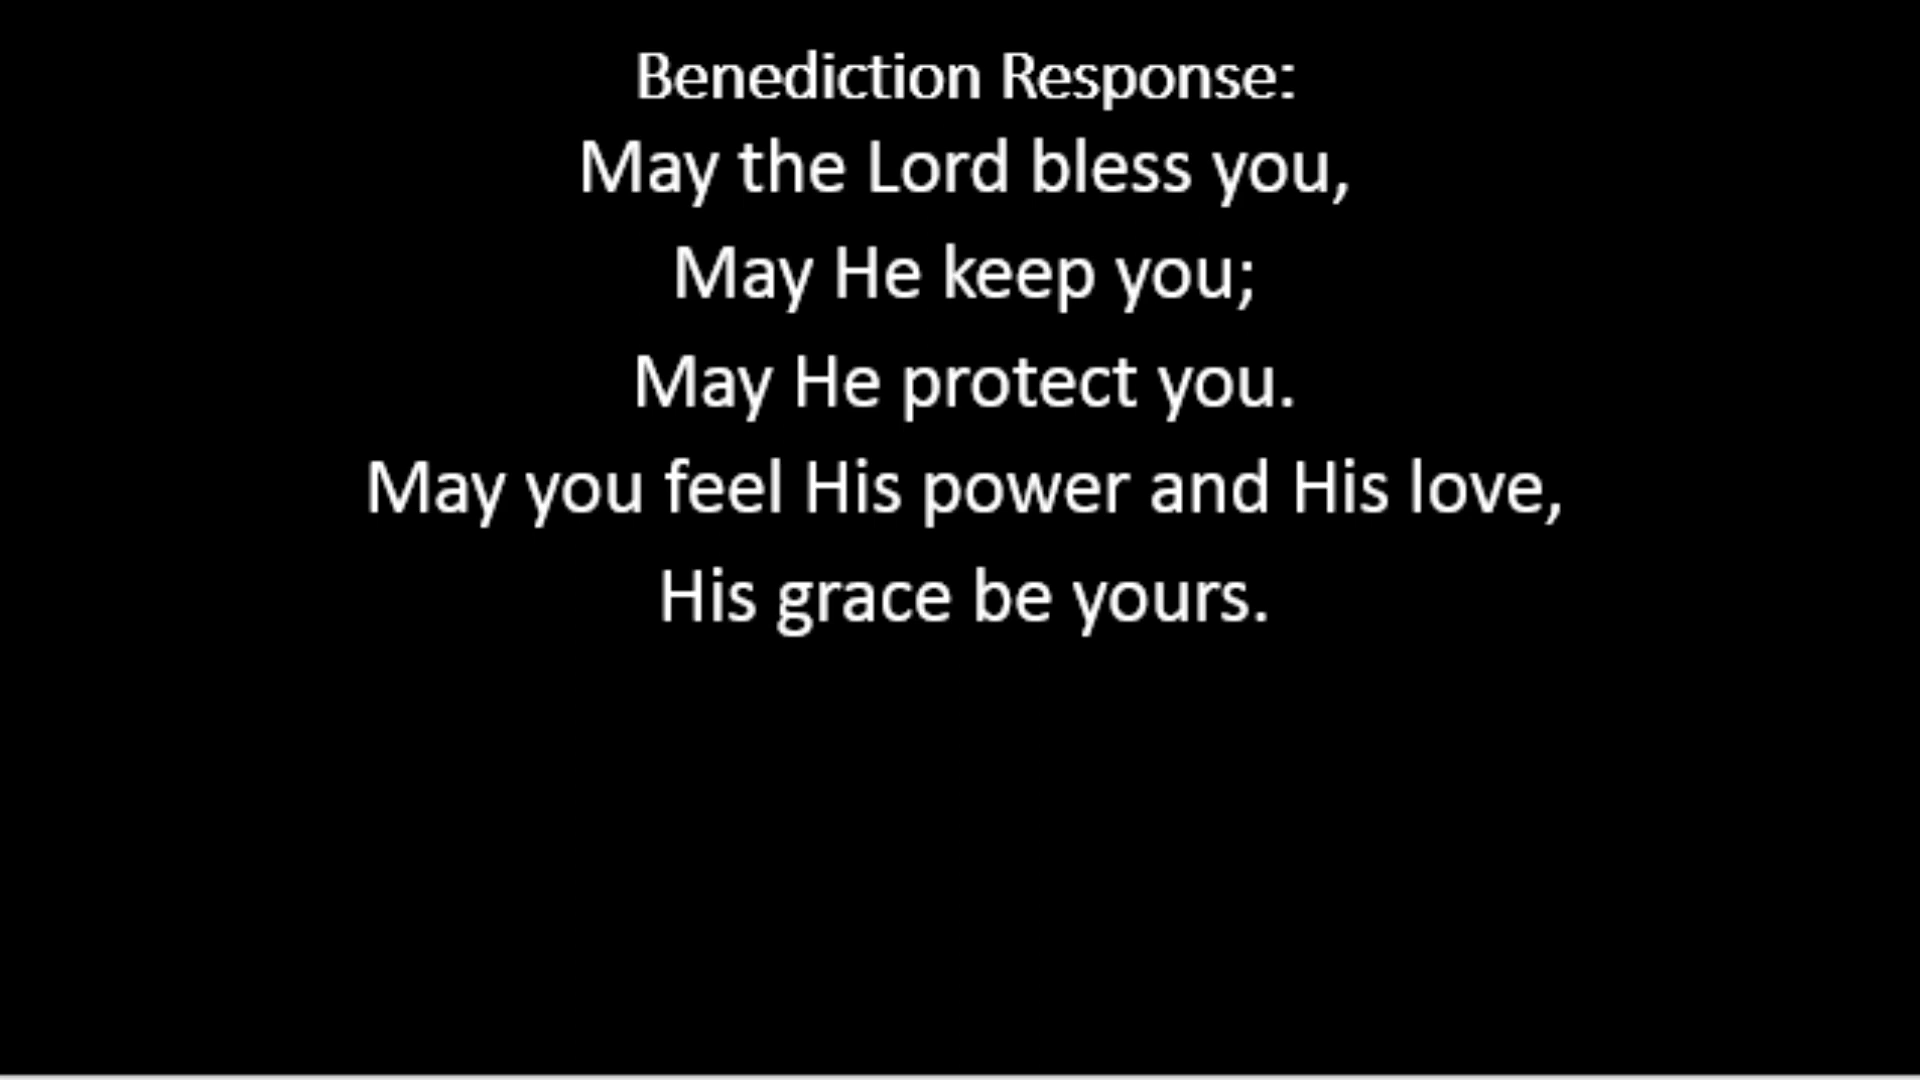 Benediction Response:
May the Lord bless you,
May He keep you;
May He protect you.
May you feel His power and His love,
His grace be yours.